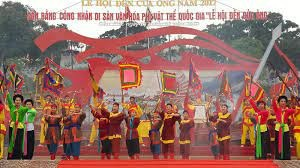 LỄ HỘI ĐỀN CỬA ÔNG NĂM 2017
BẰNG CÔNG NHẬN DI SẢN VĂN HÓA PHI VẬT THỂ QUỐC GIA "LỄ HỘI ĐỀN CỬA ÔNG"